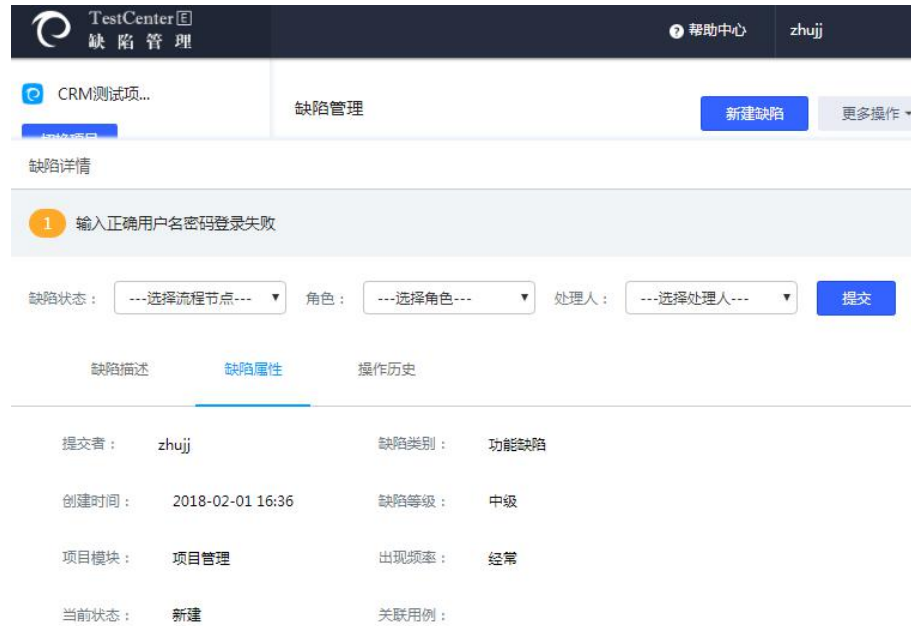 TestCenter E
缺陷管理
帮助中心 zhujj
CRM测试项...
缺陷管理 新建缺陷 更多操作
切换项目
缺陷详情
1 输入正确用户名密码登录失败
缺陷状态： ---选择流程节点--- 角色： ---选择角色--- 处理人： ---选择处理人--- 提交
缺陷描述 缺陷属性 操作历史
提交者： zhujj 缺陷类别： 功能缺陷
创建时间： 2018-02-01 16:36 缺陷等级： 中级
项目模块： 项目管理 出现频率： 经常
当前状态： 新建 关联用例：